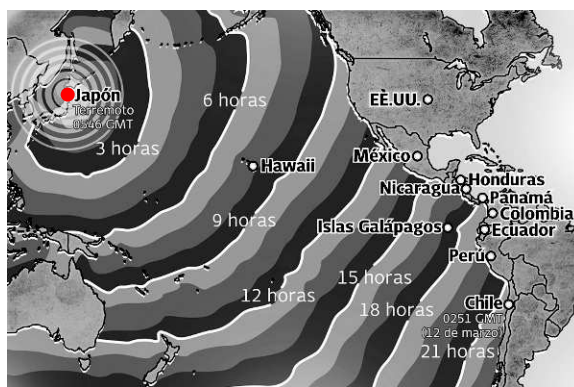 Japón
Terremoto
0546 GMT
3 horas
6 horas
EÈ.UU.
México
Hawaii
Honduras
Nicaragua
Panamá
Colombia
9 horas
Islas Galápagos
Ecuador
Perú
15 horas
12 horas
18 horas
Chile
0251 GMT
(12 de marzo)
21 horas